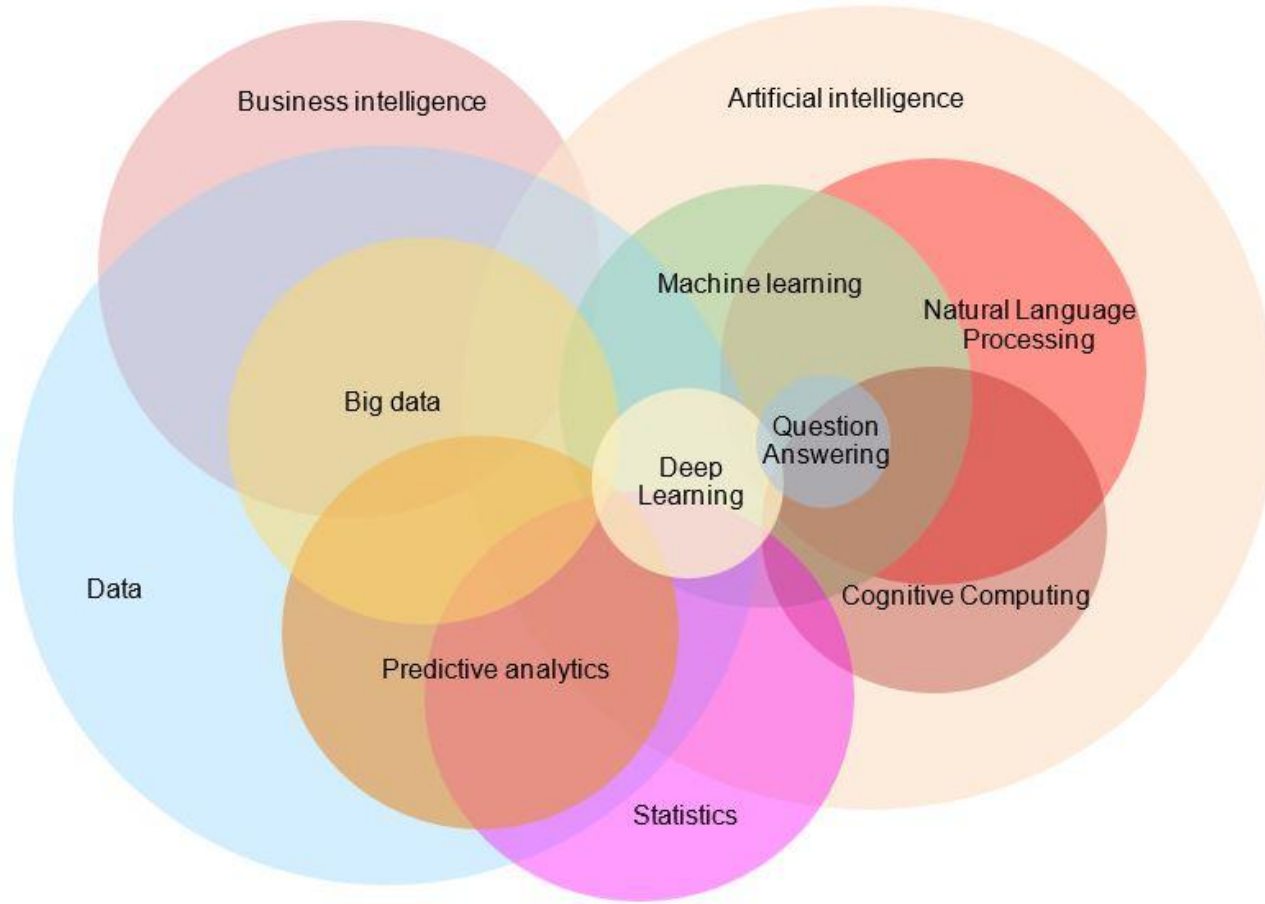 Business intelligence
Artificial intelligence
Machine learning
Natural Language
Processing
Big data
Question
Answering
Deep
Learning
Data
Cognitive Computing
Predictive analytics
Statistics